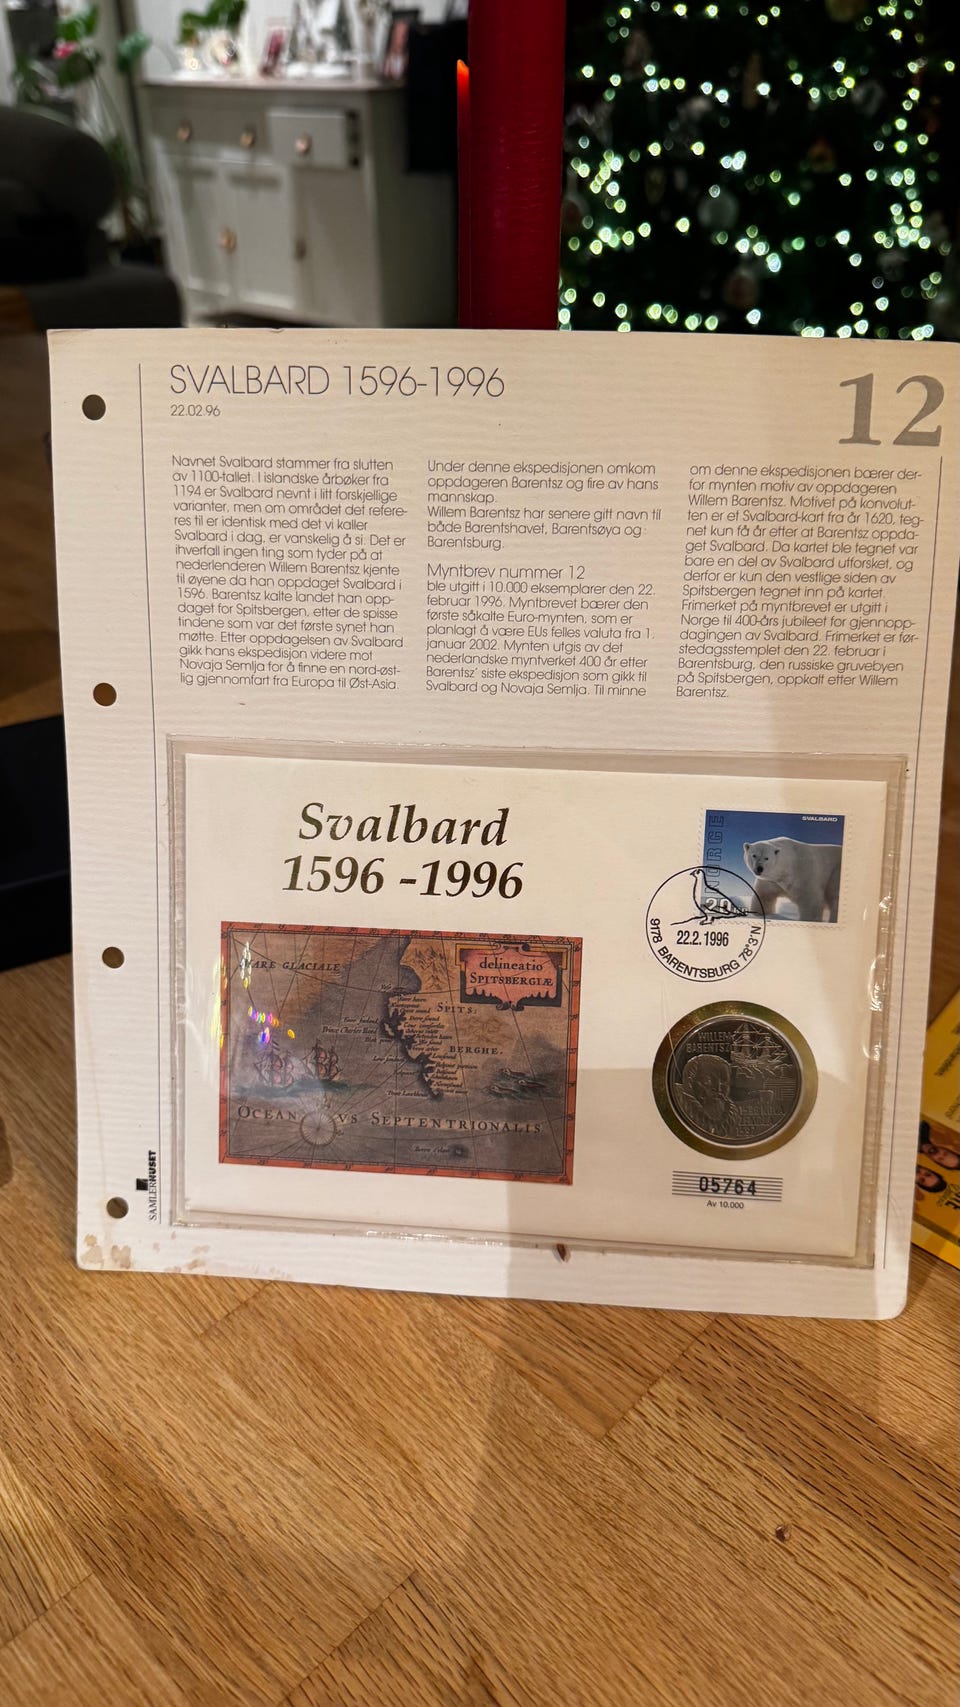 SVALBARD 1596-1996
22.02.96
12
Navnet Svalbard stammer fra slutten
av 1100-tallet. I islandske årbøker fra
1194 er Svalbard nevnt i litt forskjellige
varianter, men om området det refere-
res til er identisk med det vi kaller
Svalbard i dag, er vanskelig å si. Det er
ihverfall ingen ting som tyder på at
nederlenderen Willem Barentsz kjente
til øyene da han oppdaget Svalbard i
1596. Barentsz kalte landet han opp-
daget for Spitsbergen, etter de spisse
tindene som var det første synet han
møtte. Etter oppdagelsen av Svalbard
gikk hans ekspedisjon videre mot
Novaja Semlja for å finne en nord-øst-
lig gjennomfart fra Europa til Øst-Asia.
Under denne ekspedisjonen omkom
oppdageren Barentsz og fire av hans
mannskap.
Willem Barentsz har senere gitt navn til
både Barentshavet, Barentsøya og
Barentsburg.
Myntbrev nummer 12
ble utgitt i 10.000 eksemplarer den 22.
februar 1996. Myntbrevet bærer den
første såkalte Euro-mynten, som er
planlagt å være EUs felles valuta fra 1.
januar 2002. Mynten utgis av det
nederlandske myntverket 400 år etter
Barentsz' siste ekspedisjon som gikk til
Svalbard og Novaja Semlja. Til minne
om denne ekspedisjonen bærer der-
for mynten motiv av oppdageren
Willem Barentsz. Motivet på konvolut-
ten er et Svalbard-kart fra år 1620, teg-
net kun få år etter at Barentsz oppda-
get Svalbard. Da kartet ble tegnet var
bare en del av Svalbard utforsket, og
derfor er kun den vestlige siden av
Spitsbergen tegnet inn på kartet.
Frimerket på myntbrevet er utgitt i
Norge til 400-års jubileet for gjennopp-
dagingen av Svalbard. Frimerket er før-
stedagsstemplet den 22. februar i
Barentsburg, den russiske gruvebyen
på Spitsbergen, oppkalt etter Willem
Barentsz.
Svalbard
1596 -1996
SVALBARD
NORGE
20
22.2.1996
9178 BARENTSBURG 78°3'N
MARE GLACIALE
delineatio
SPITSBERGIÆ
SPITS:
BERGHE.
OCEAN VS SEPTENTRIONALIS
WILLEM
BARENTSZ
05764
Av 10.000
SAMLERHUSET